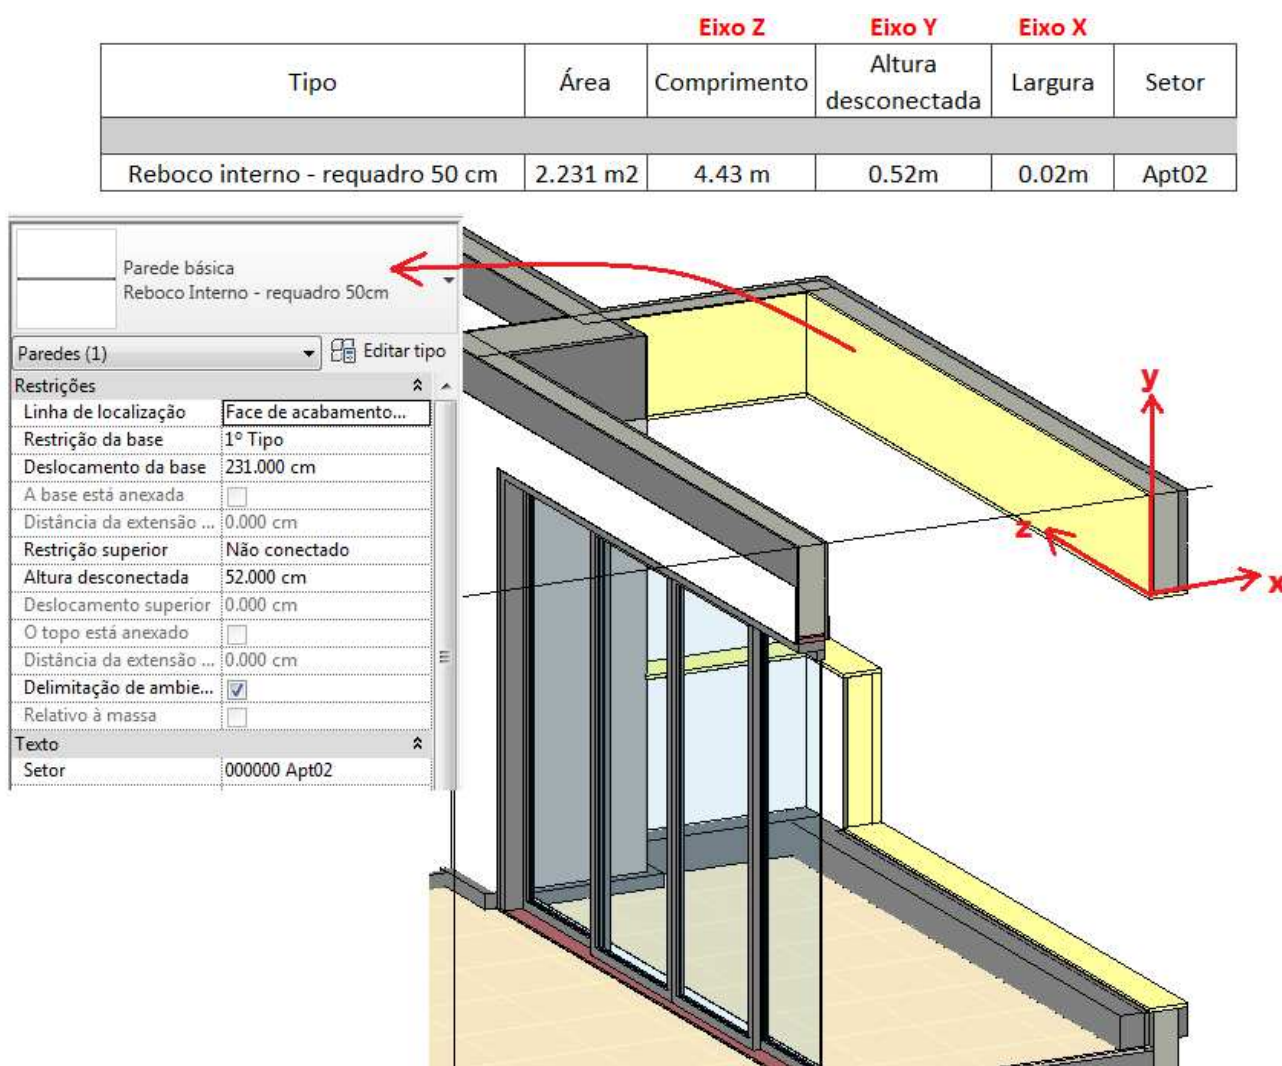 Eixo Z Eixo Y Eixo X
Tipo Área Comprimento Altura desconectada Largura Setor
Reboco interno - requadro 50 cm 2.231 m2 4.43 m 0.52m 0.02m Apt02
Parede básica
Reboco Interno - requadro 50cm
Paredes (1) Editar tipo
Restrições
Linha de localização Face de acabamento...
Restrição da base 1º Tipo
Deslocamento da base 231.000 cm
A base está anexada
Distância da extensão ... 0.000 cm
Restrição superior Não conectado
Altura desconectada 52.000 cm
Deslocamento superior 0.000 cm
O topo está anexado
Distância da extensão ... 0.000 cm
Delimitação de ambie...
Relativo à massa
Texto
Setor 000000 Apt02
y
z
x